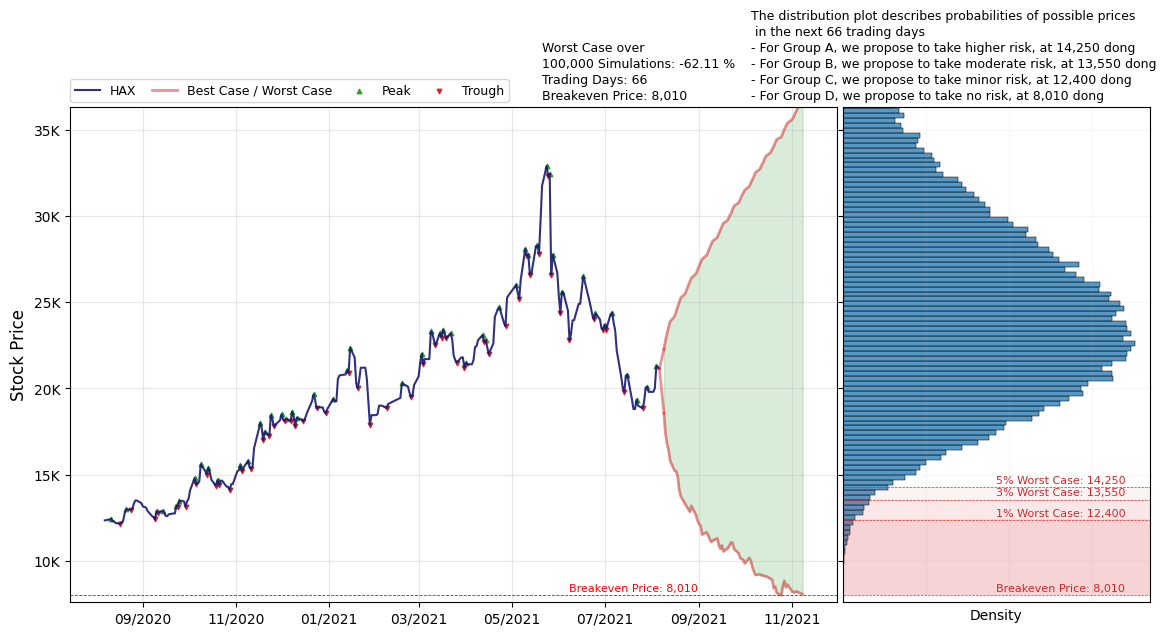 The distribution plot describes probabilities of possible prices
in the next 66 trading days
- For Group A, we propose to take higher risk, at 14,250 dong
- For Group B, we propose to take moderate risk, at 13,550 dong
- For Group C, we propose to take minor risk, at 12,400 dong
- For Group D, we propose to take no risk, at 8,010 dong
Worst Case over
100,000 Simulations: -62.11 %
Trading Days: 66
Breakeven Price: 8,010
HAX
Best Case / Worst Case
Peak
Trough
Stock Price
35K
30K
25K
20K
15K
10K
5% Worst Case: 14,250
3% Worst Case: 13,550
1% Worst Case: 12,400
Breakeven Price: 8,010
Breakeven Price: 8,010
09/2020
11/2020
01/2021
03/2021
05/2021
07/2021
09/2021
11/2021
Density